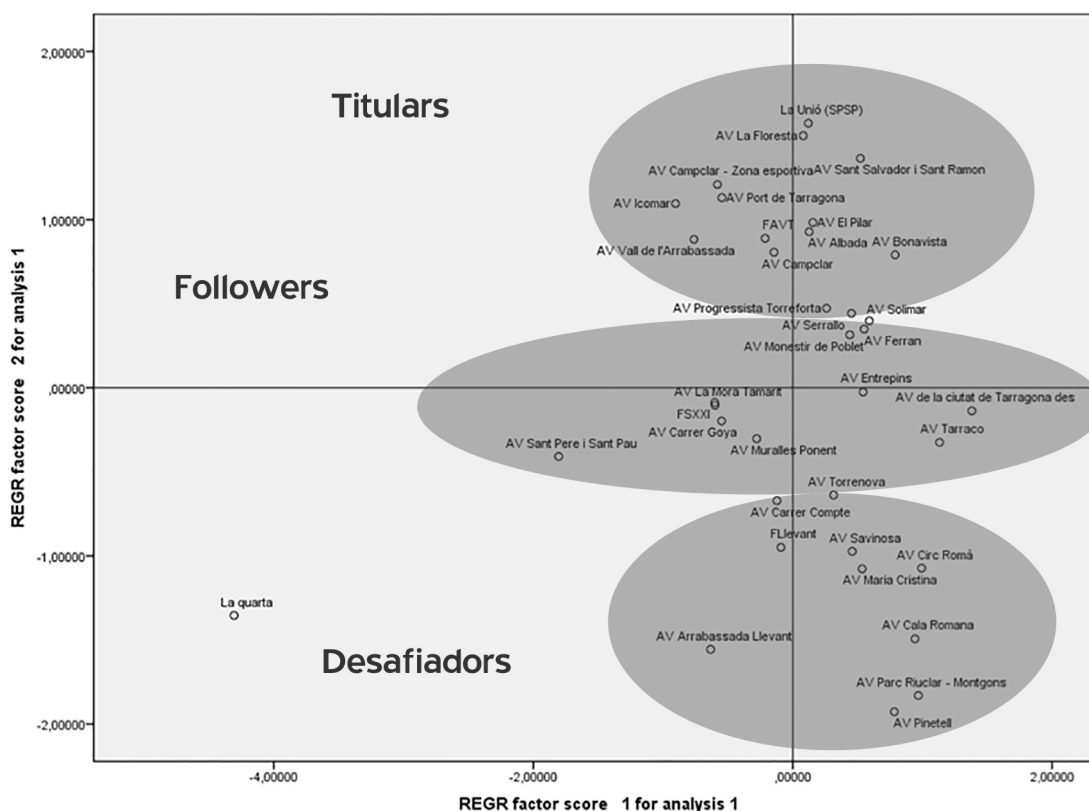 2,00000
Titulars
La Unió (SPSP)
AV La Floresta
AV Campclar - Zona esportiva
AV Sant Salvador i Sant Ramon
AV Icomar
AV Port de Tarragona
1,00000
FAVT
AV El Pilar
AV Albada
AV Bonavista
AV Vall de l'Arrabassada
AV Campclar
Followers
AV Progressista Torreforta
AV Solimar
AV Serrallo
AV Ferran
AV Monestir de Poblet
,00000
AV Entrepins
AV La Mora Tamarit
AV de la ciutat de Tarragona des
FSXXI
AV Carrer Goya
AV Tarraco
AV Sant Pere i Sant Pau
AV Muralles Ponent
AV Torrenova
AV Carrer Compte
-1,00000
FLlevant
AV Savinosa
AV Circ Romà
AV Maria Cristina
La quarta
AV Cala Romana
AV Arrabassada Llevant
Desafiadors
AV Parc Riuclar - Montgons
-2,00000
AV Pinetell
-4,00000
-2,00000
,00000
2,00000
REGR factor score 1 for analysis 1
REGR factor score 2 for analysis 1